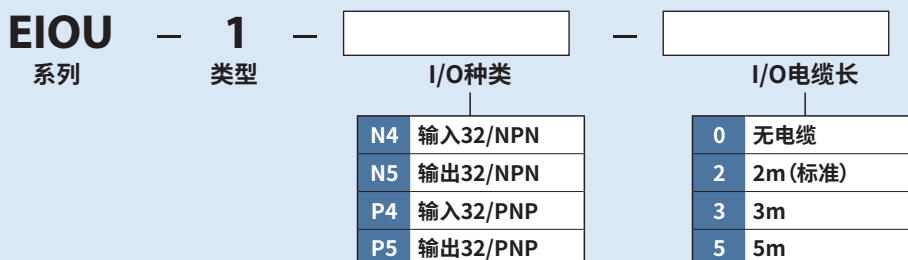 EIOU — 1 — —
系列 类型 I/O种类 I/O电缆长
N4 输入32/NPN 0 无电缆
N5 输出32/NPN 2 2m（标准）
P4 输入32/PNP 3 3m
P5 输出32/PNP 5 5m